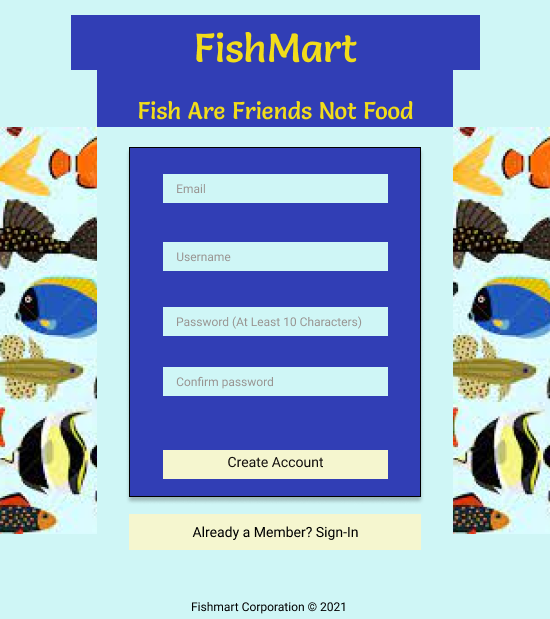 FishMart
Fish Are Friends Not Food
Email
Username
Password (At Least 10 Characters)
Confirm password
Create Account
Already a Member? Sign-In
Fishmart Corporation © 2021